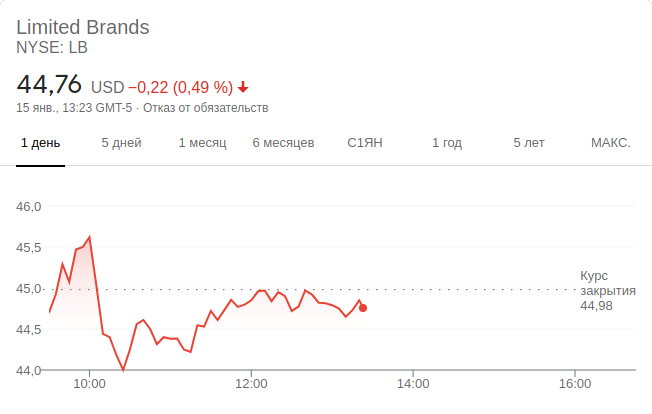 Limited Brands
NYSE: LB
44,76 USD −0,22 (0,49 %)
15 янв., 13:23 GMT-5 · Отказ от обязательств
1 день 5 дней 1 месяц 6 месяцев С1ЯН 1 год 5 лет МАКС.
46,0
45,5
45,0
44,5
44,0
Курс
закрытия
44,98
10:00 12:00 14:00 16:00